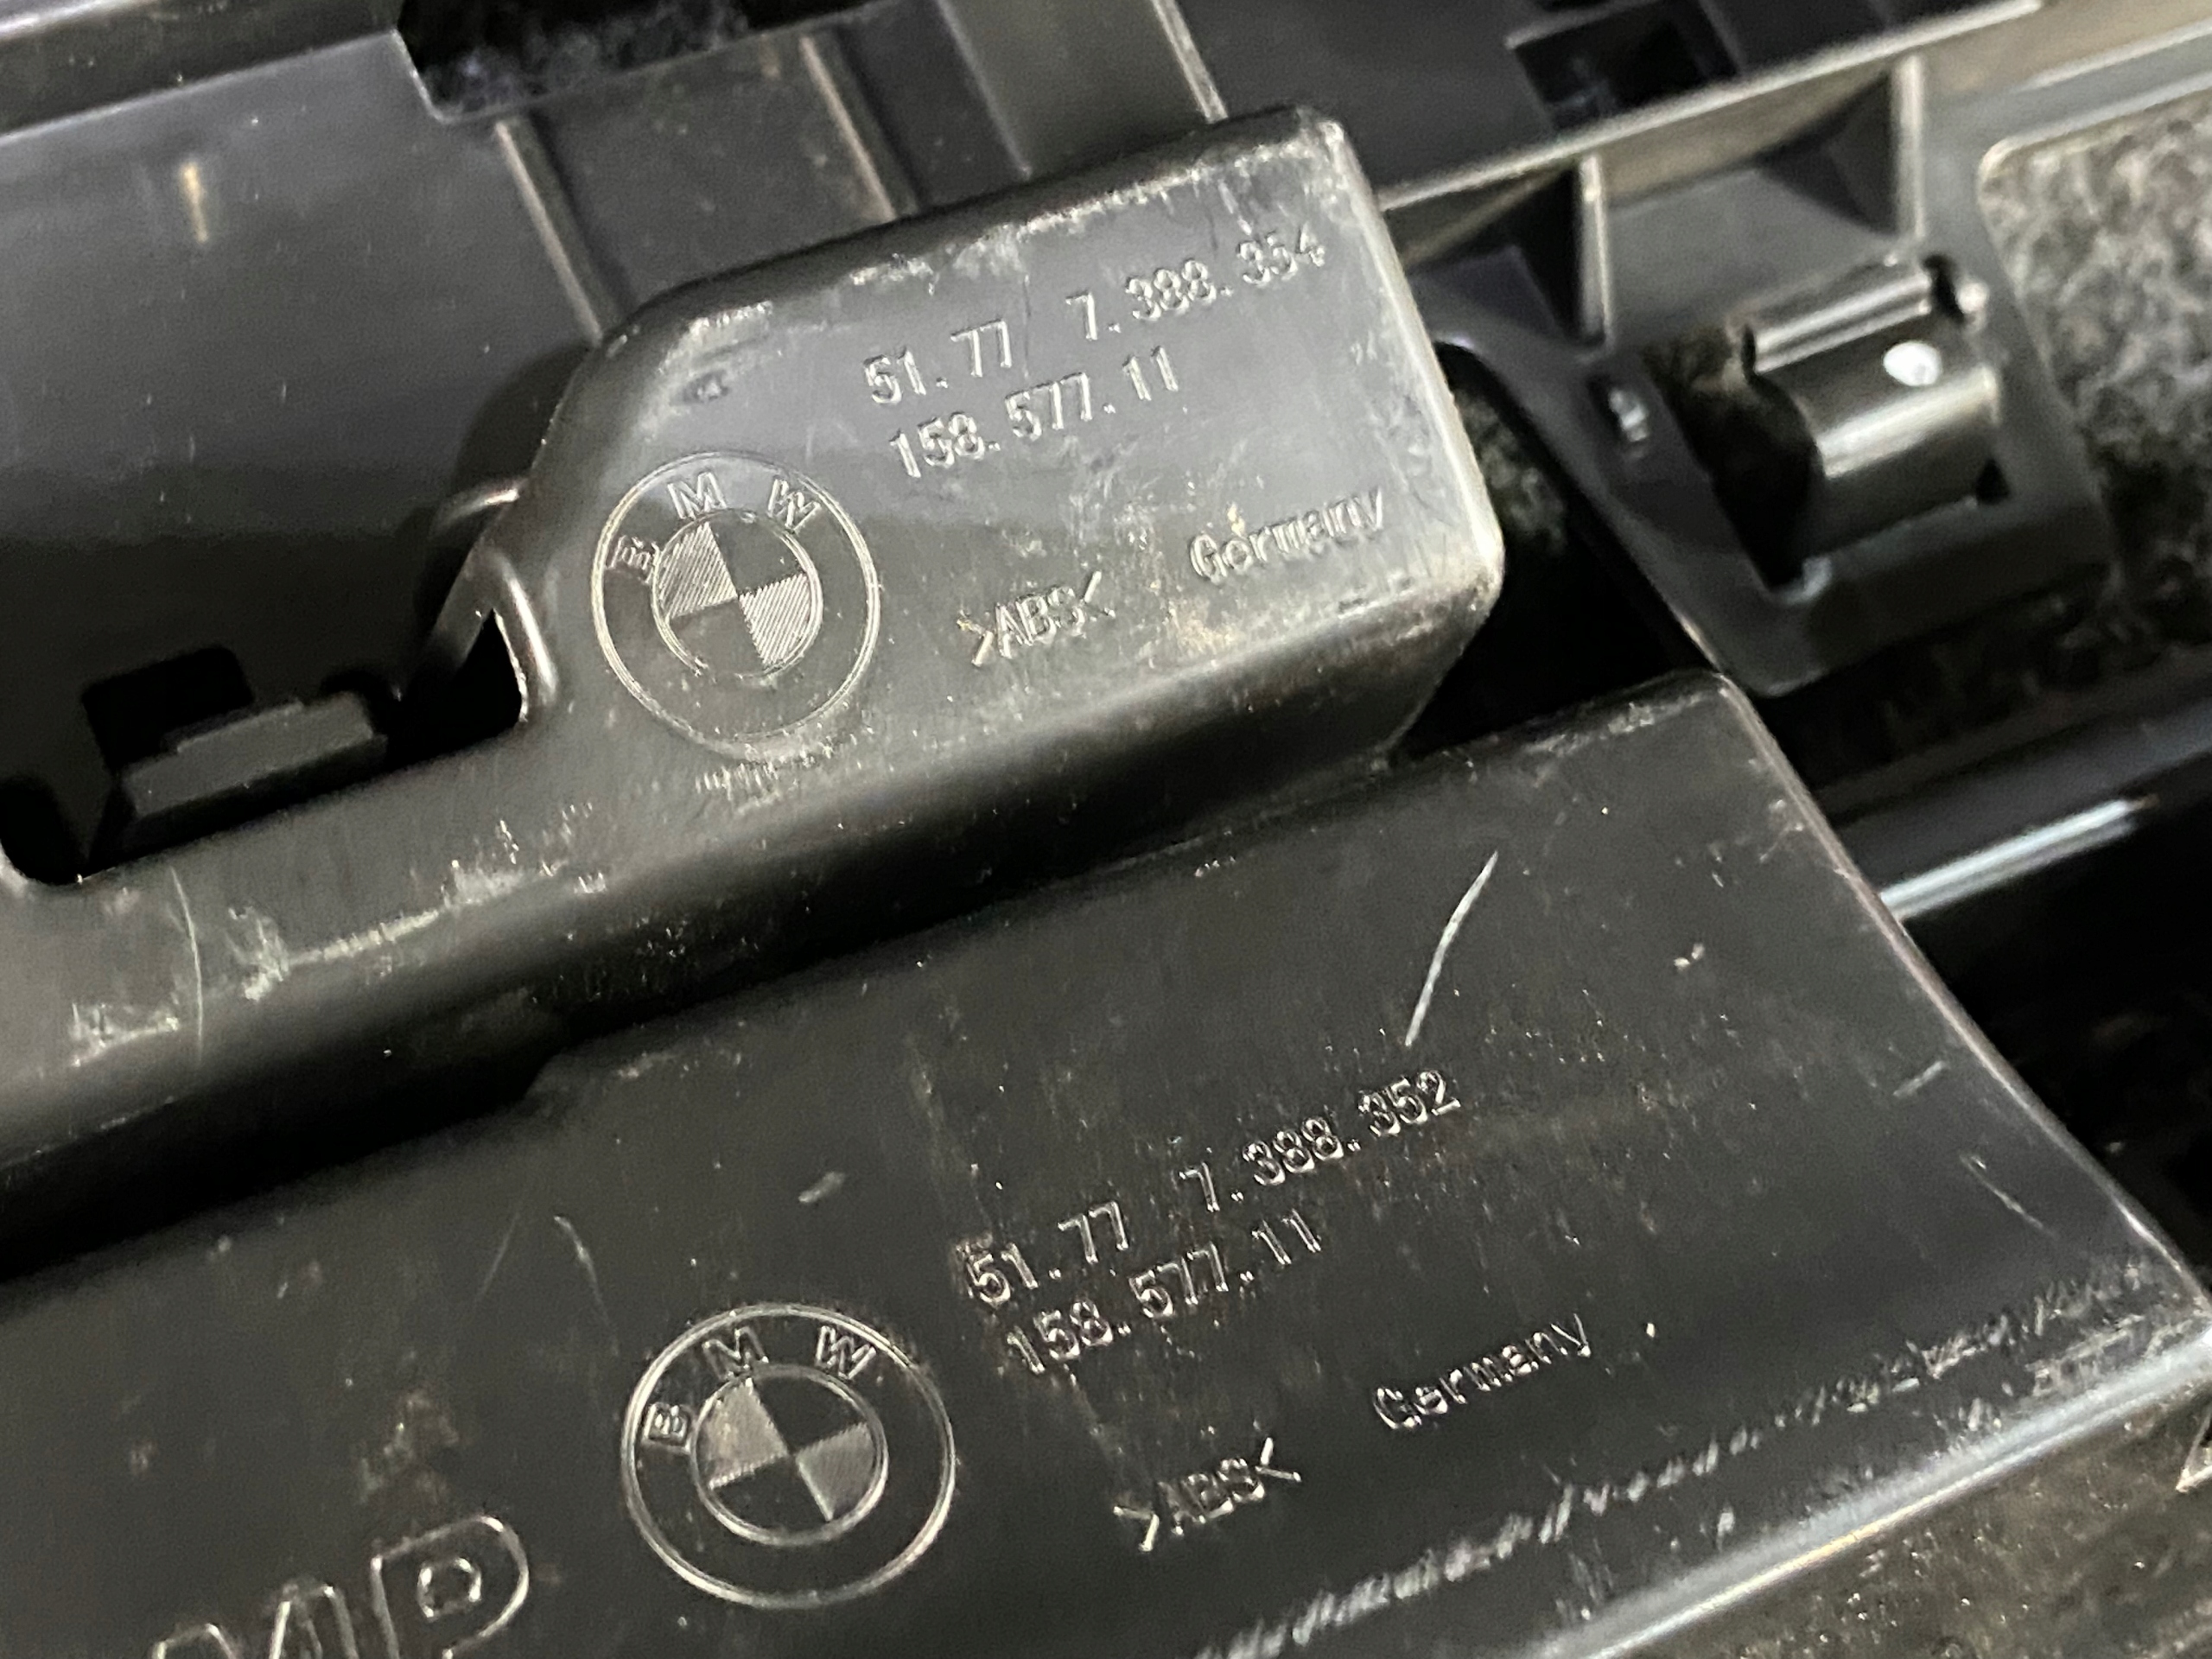 51.77 7.388.354
158.577.11
BMW
>ABS<
Germany
51.77 7.388.352
158.577.11
BMW
Germany
>ABS<
MP